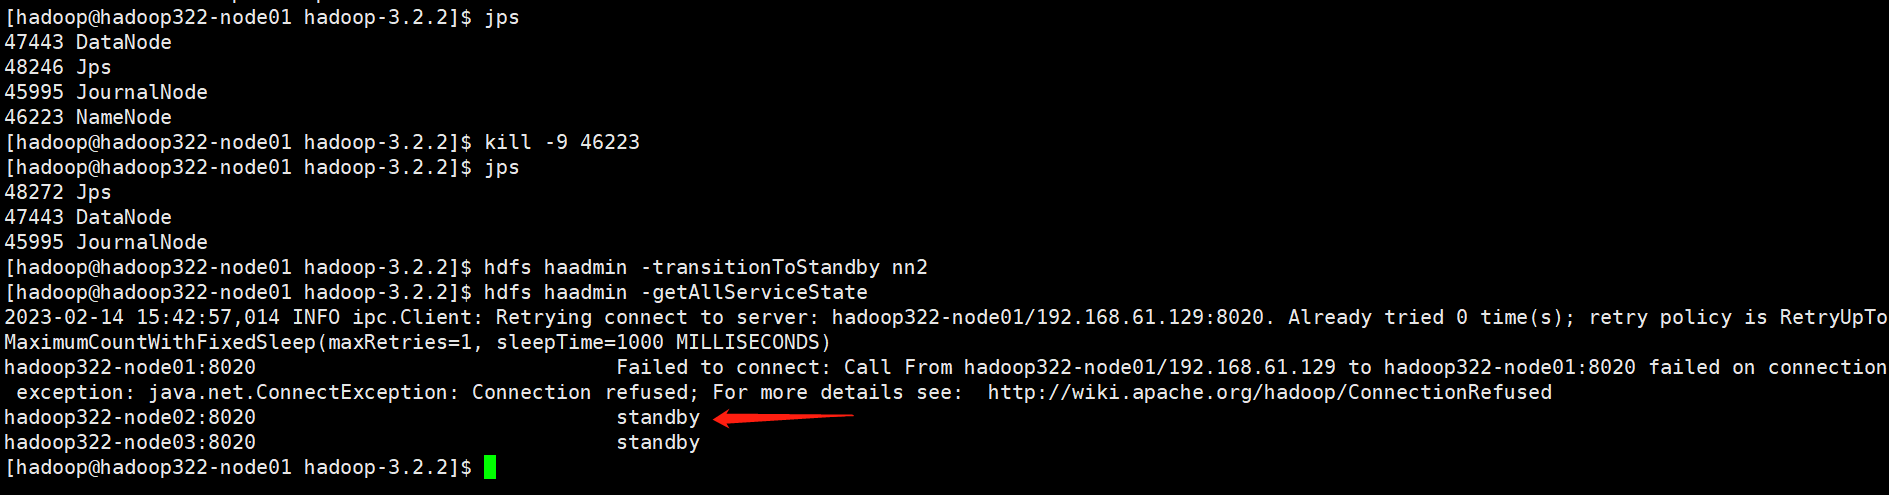 [hadoop@hadoop322-node01 hadoop-3.2.2]$ jps
47443 DataNode
48246 Jps
45995 JournalNode
46223 NameNode
[hadoop@hadoop322-node01 hadoop-3.2.2]$ kill -9 46223
[hadoop@hadoop322-node01 hadoop-3.2.2]$ jps
48272 Jps
47443 DataNode
45995 JournalNode
[hadoop@hadoop322-node01 hadoop-3.2.2]$ hdfs haadmin -transitionToStandby nn2
[hadoop@hadoop322-node01 hadoop-3.2.2]$ hdfs haadmin -getAllServiceState
2023-02-14 15:42:57,014 INFO ipc.Client: Retrying connect to server: hadoop322-node01/192.168.61.129:8020. Already tried 0 time(s); retry policy is RetryUpTo
MaximumCountWithFixedSleep(maxRetries=1, sleepTime=1000 MILLISECONDS)
hadoop322-node01:8020 Failed to connect: Call From hadoop322-node01/192.168.61.129 to hadoop322-node01:8020 failed on connection
exception: java.net.ConnectException: Connection refused; For more details see:  http://wiki.apache.org/hadoop/ConnectionRefused
hadoop322-node02:8020 standby
hadoop322-node03:8020 standby
[hadoop@hadoop322-node01 hadoop-3.2.2]$